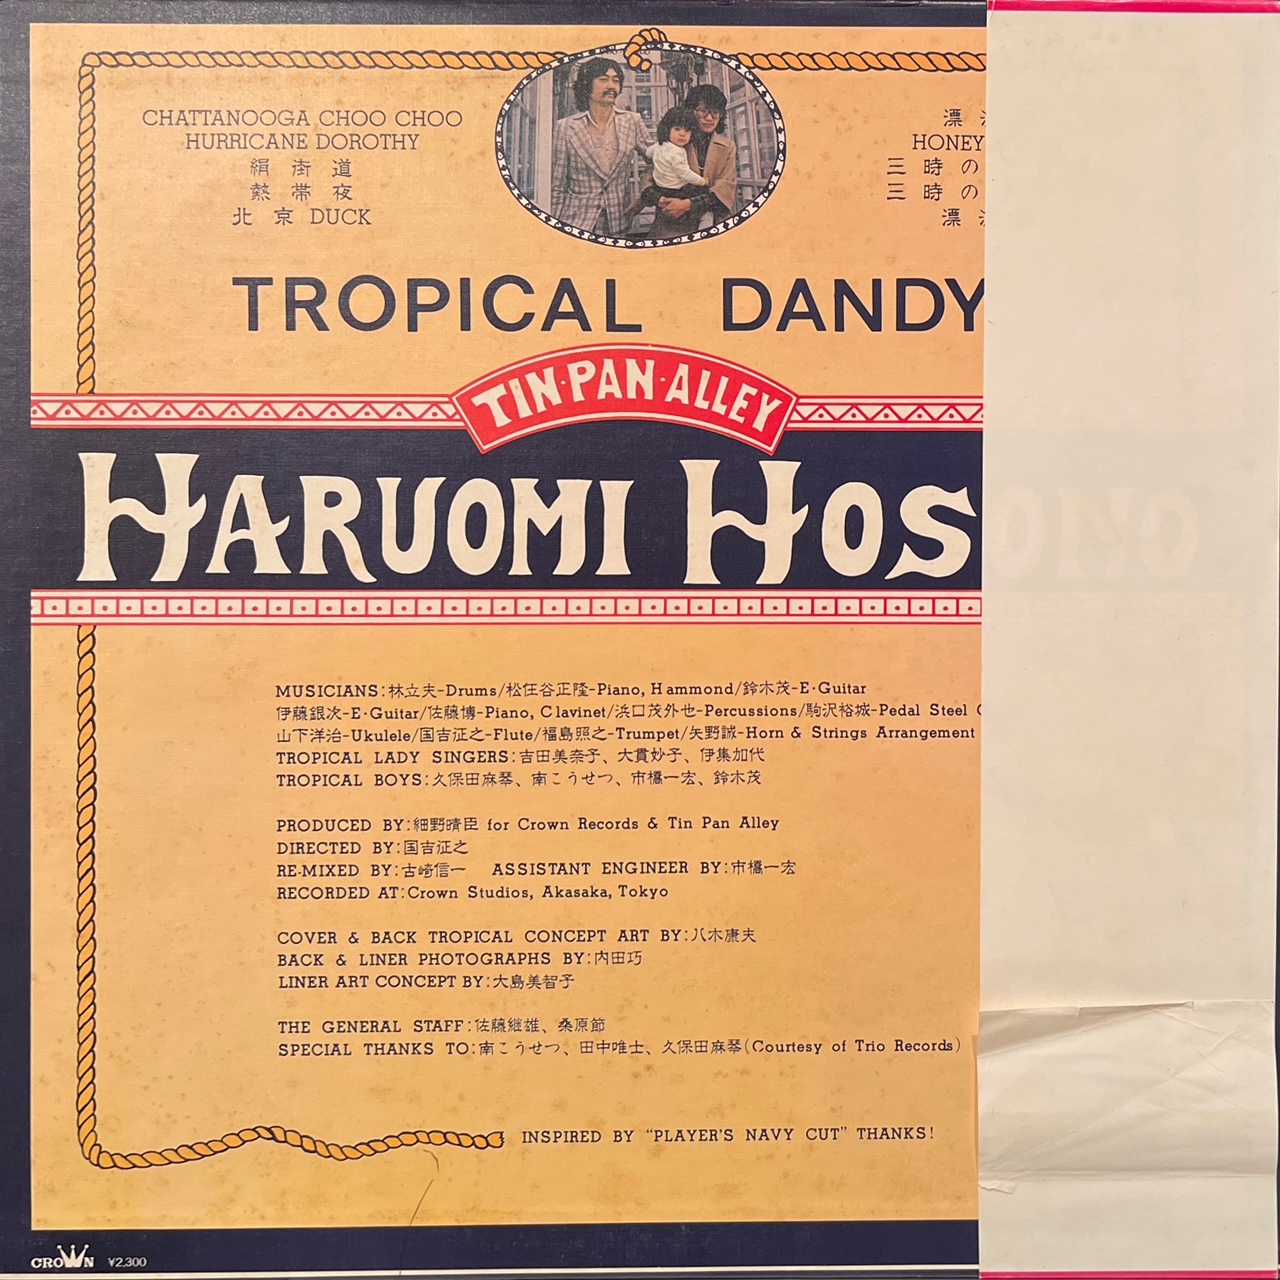 CHATTANOOGA CHOO CHOO
HURRICANE DOROTHY
絹街道
熱帯夜
北京 DUCK
漂
HONEY
三時の
三時の
漂
TROPICAL DANDY
TIN·PAN·ALLEY
HARUOMI HOS
MUSICIANS:林立夫-Drums/松任谷正隆-Piano, Hammond/鈴木茂-E·Guitar
伊藤銀次-E·Guitar/佐藤博-Piano, Clavinet/浜口茂外也-Percussions/駒沢裕城-Pedal Steel
山下洋治-Ukulele/国吉征之-Flute/福島照之-Trumpet/矢野誠-Horn & Strings Arrangement
TROPICAL LADY SINGERS:吉田美奈子、大貫妙子、伊集加代
TROPICAL BOYS:久保田麻琴、南こうせつ、市橋一宏、鈴木茂
PRODUCED BY:細野晴臣 for Crown Records & Tin Pan Alley
DIRECTED BY:国吉征之
RE-MIXED BY:古崎信一 ASSISTANT ENGINEER BY:市橋一宏
RECORDED AT:Crown Studios, Akasaka, Tokyo
COVER & BACK TROPICAL CONCEPT ART BY:八木康夫
BACK & LINER PHOTOGRAPHS BY:内田巧
LINER ART CONCEPT BY:大島美智子
THE GENERAL STAFF:佐藤継雄、桑原節
SPECIAL THANKS TO:南こうせつ、田中唯士、久保田麻琴(Courtesy of Trio Records)
INSPIRED BY "PLAYER'S NAVY CUT" THANKS!
CROWN ¥2,300